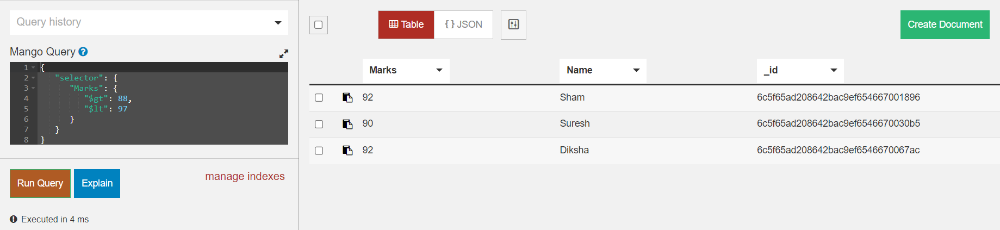 Query history
Mango Query ?
1 {
2 "selector": {
3 "Marks": {
4 "$gt": 88,
5 "$lt": 97
6 }
7 }
8 }
Run Query Explain manage indexes
Executed in 4 ms
Table {} JSON Create Document
Marks Name _id
92 Sham 6c5f65ad208642bac9ef654667001896
90 Suresh 6c5f65ad208642bac9ef6546670030b5
92 Diksha 6c5f65ad208642bac9ef6546670067ac